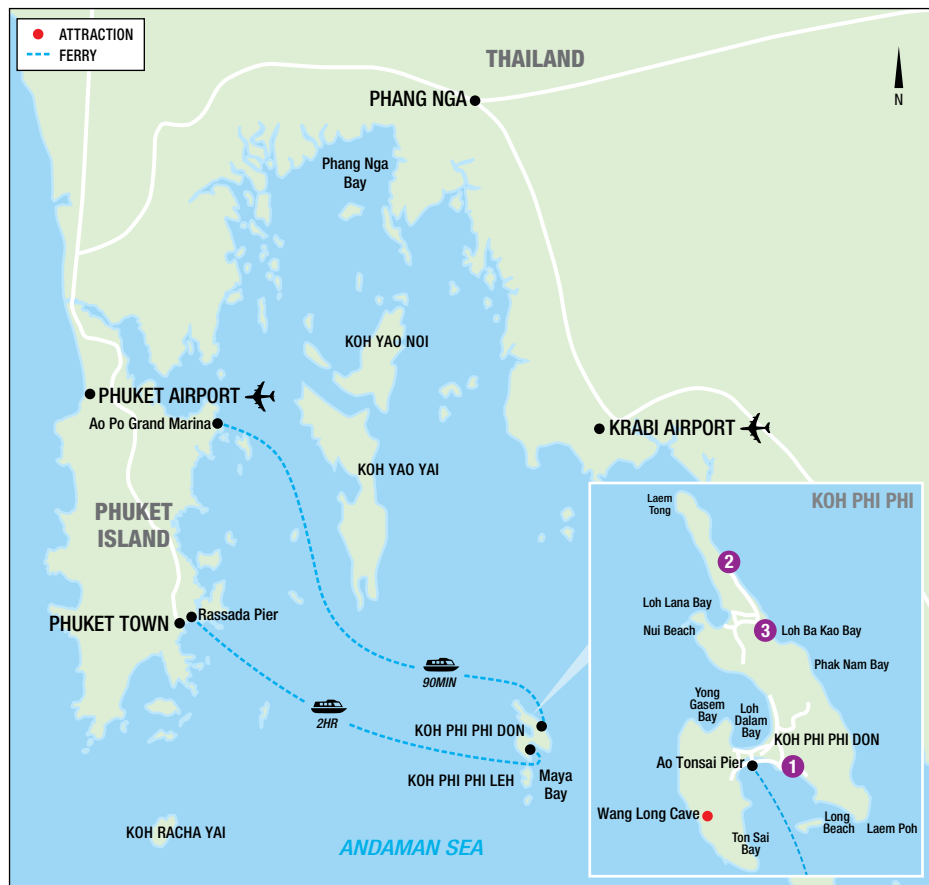 ATTRACTION
FERRY
THAILAND
N
PHANG NGA
Phang Nga
Bay
KOH YAO NOI
PHUKET AIRPORT
Ao Po Grand Marina
KRABI AIRPORT
KOH YAO YAI
PHUKET
ISLAND
Rassada Pier
PHUKET TOWN
90MIN
2HR
KOH PHI PHI DON
KOH PHI PHI LEH
Maya
Bay
KOH RACHA YAI
ANDAMAN SEA
KOH PHI PHI
Laem
Tong
2
Loh Lana Bay
Nui Beach
3
Loh Ba Kao Bay
Phak Nam Bay
Yong
Gasem
Bay
Loh
Dalam
Bay
KOH PHI PHI DON
Ao Tonsai Pier
1
Wang Long Cave
Ton Sai
Bay
Long
Beach
Laem Poh